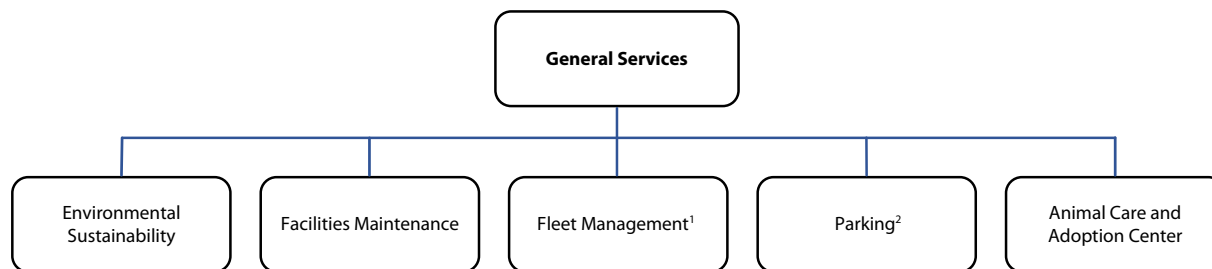 General Services
Environmental
Sustainability
Facilities Maintenance
Fleet Management¹
Parking²
Animal Care and
Adoption Center